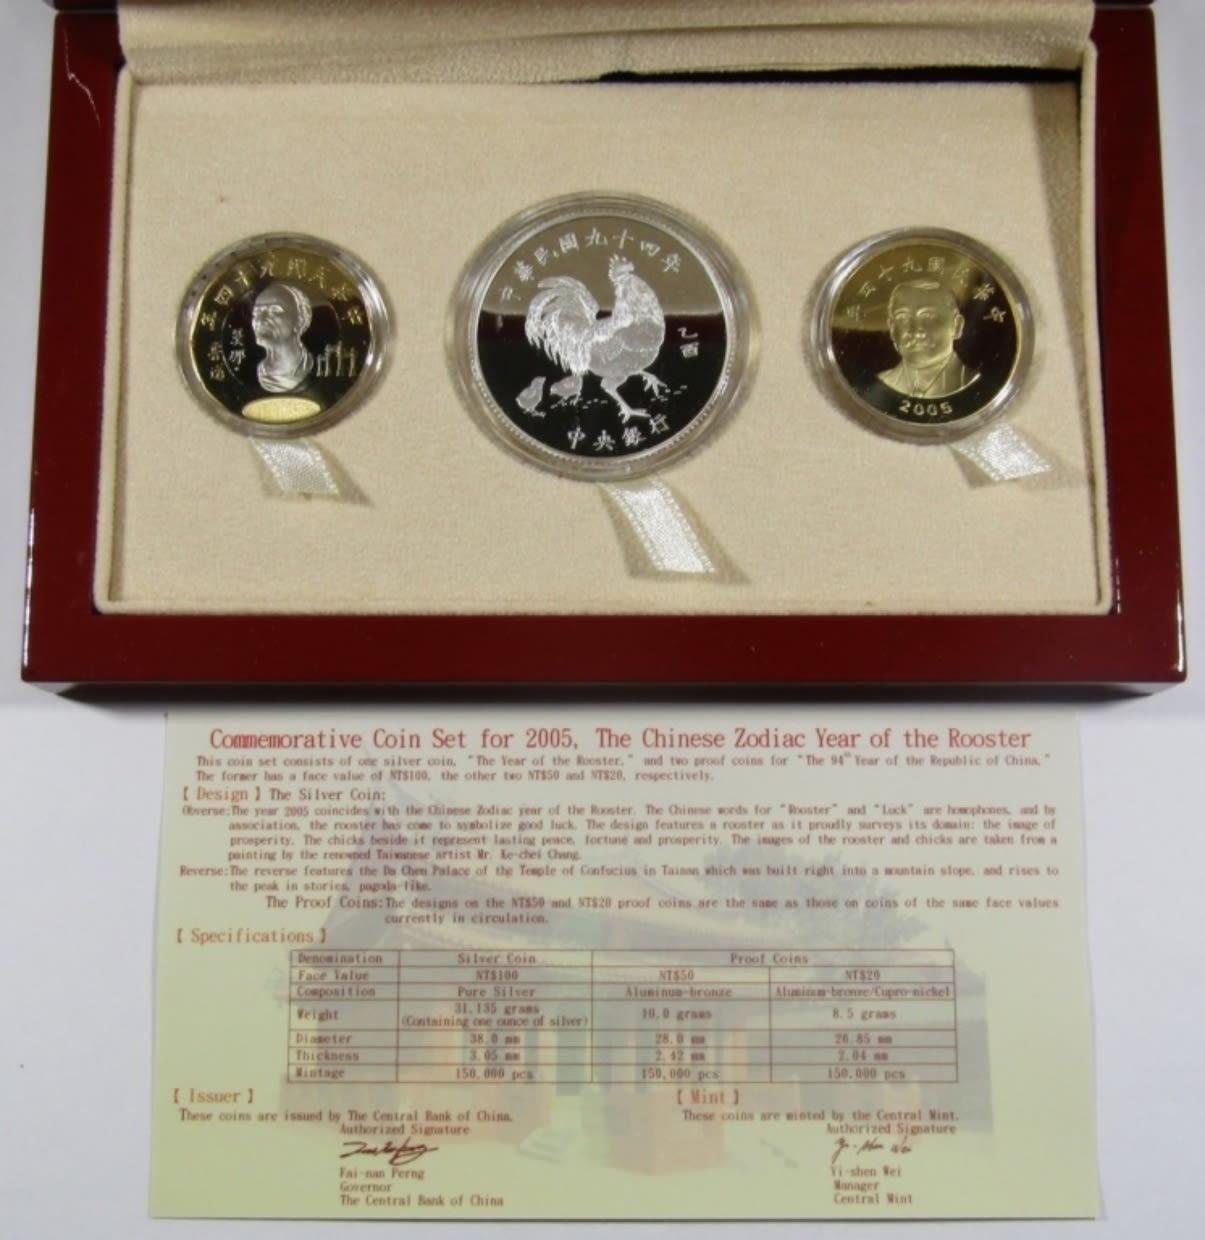 中華民國九十四年
莫那魯道
中華民國九十四年
乙酉
中央銀行
中華民國九十四年
2005
Commemorative Coin Set for 2005, The Chinese Zodiac Year of the Rooster
This coin set consists of one silver coin, "The Year of the Rooster," and two proof coins for "The 94th Year of the Republic of China."
The former has a face value of NT$100, the other two NT$50 and NT$20, respectively.
【Design】The Silver Coin:
Obverse:The year 2005 coincides with the Chinese Zodiac year of the Rooster. The Chinese words for "Rooster" and "Luck" are homophones, and by
association, the rooster has come to symbolize good luck. The design features a rooster as it proudly surveys its domain: the image of
prosperity. The chicks beside it represent lasting peace, fortune and prosperity. The images of the rooster and chicks are taken from a
painting by the renowned Taiwanese artist Mr. Ke-chei Chang.
Reverse:The reverse features the Da Chen Palace of the Temple of Confucius in Tainan which was built right into a mountain slope, and rises to
the peak in stories, pagoda-like.
The Proof Coins:The designs on the NT$50 and NT$20 proof coins are the same as those on coins of the same face values
currently in circulation.
【Specifications】
Denomination Silver Coin Proof Coins
Face Value NT$100 NT$50 NT$20
Composition Pure Silver Aluminum-bronze Aluminum-bronze/Cupro-nickel
Weight 31.135 grams (Containing one ounce of silver) 10.0 grams 8.5 grams
Diameter 38.0 mm 28.0 mm 26.85 mm
Thickness 3.05 mm 2.42 mm 2.04 mm
Mintage 150,000 pcs 150,000 pcs 150,000 pcs
【Issuer】
These coins are issued by The Central Bank of China.
Authorized Signature
Fai-nan Perng
Governor
The Central Bank of China
【Mint】
These coins are minted by the Central Mint.
Authorized Signature
Yi-shen Wei
Manager
Central Mint